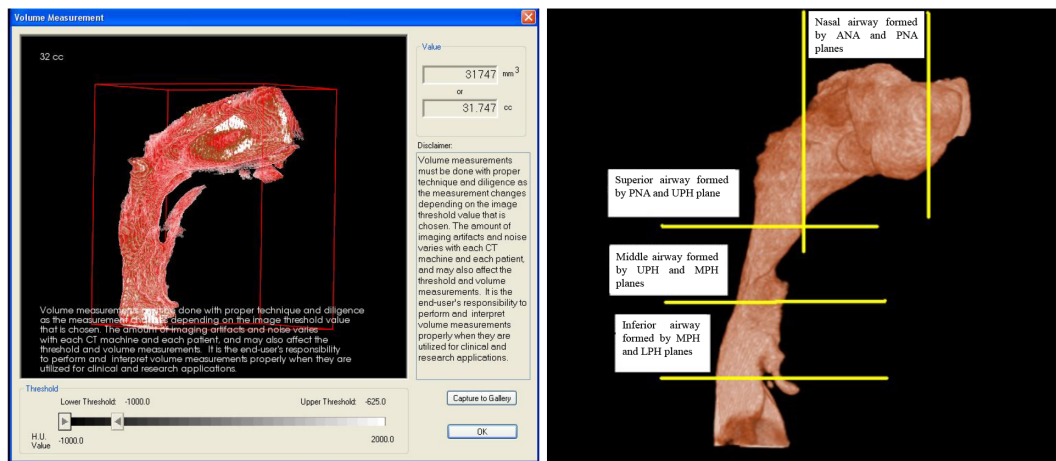 Volume Measurement
32 cc
Volume measurements must be done with proper technique and diligence
as the measurement changes depending on the image threshold value
that is chosen. The amount of imaging artifacts and noise varies
with each CT machine and each patient, and may also affect the
threshold and volume measurements. It is the end-user's responsibility
to perform and interpret volume measurements properly when they are
utilized for clinical and research applications.
Value
31747 mm3
or
31.747 cc
Disclaimer:
Volume measurements
must be done with proper
technique and diligence as
the measurement changes
depending on the image
threshold value that is
chosen. The amount of
imaging artifacts and noise
varies with each CT
machine and each patient,
and may also affect the
threshold and volume
measurements. It is the
end-user's responsibility to
perform and interpret
volume measurements
properly when they are
utilized for clinical and
research applications.
Threshold
Lower Threshold: -1000.0
Upper Threshold: -625.0
H.U.
Value
-1000.0
2000.0
Capture to Gallery
OK
Nasal airway formed
by ANA and PNA
planes
Superior airway formed
by PNA and UPH plane
Middle airway formed
by UPH and MPH
planes
Inferior airway
formed by MPH
and LPH planes